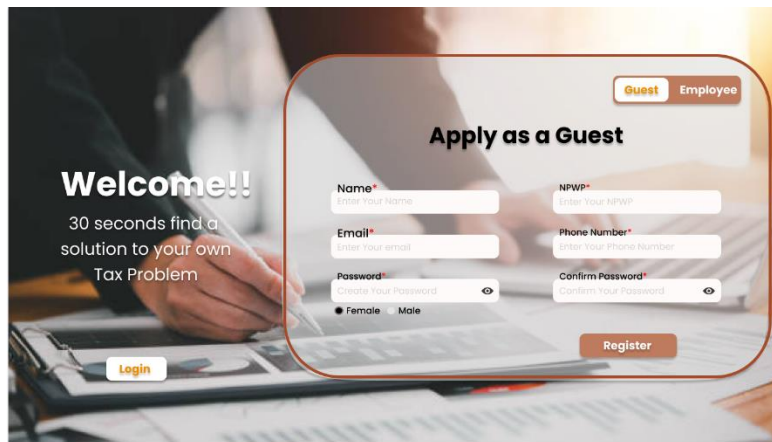 Guest Employee
Apply as a Guest
Welcome!!
30 seconds find a
solution to your own
Tax Problem
Login
Name* NPWP*
Enter Your Name Enter Your NPWP
Email* Phone Number*
Enter Your email Enter Your Phone Number
Password* Confirm Password*
Create Your Password Confirm Your Password
Female Male
Register